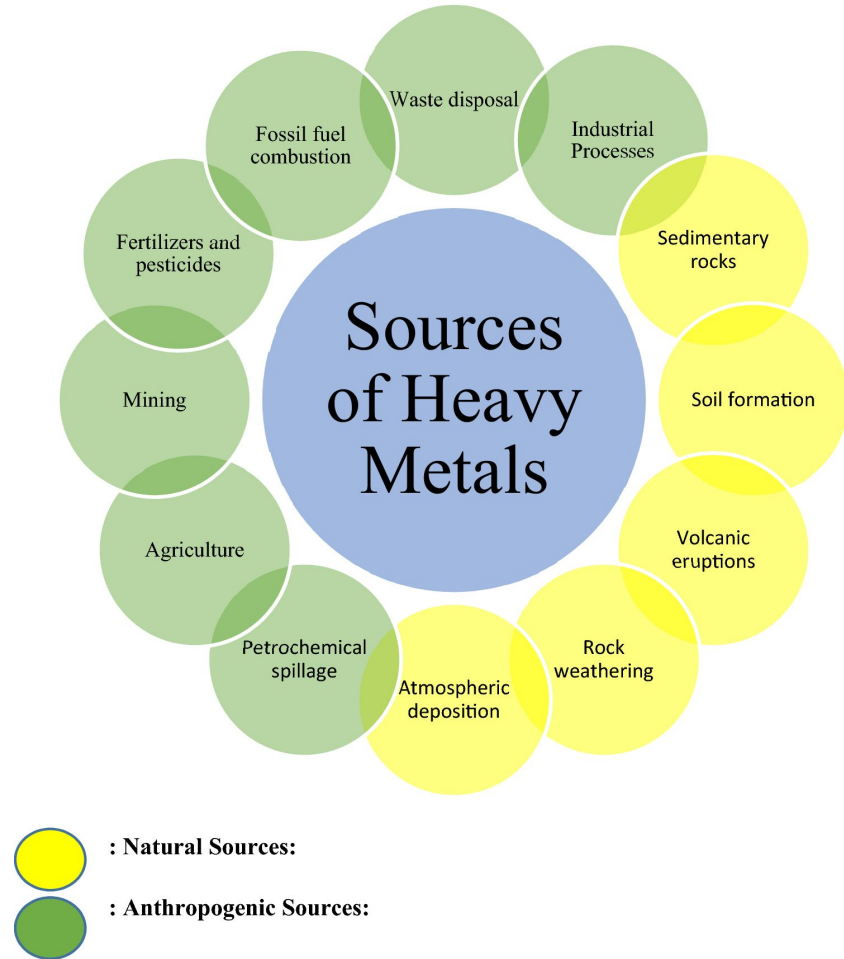 Waste disposal
Industrial
Processes
Sedimentary
rocks
Soil formation
Volcanic
eruptions
Rock
weathering
Atmospheric
deposition
Petrochemical
spillage
Agriculture
Mining
Fertilizers and
pesticides
Fossil fuel
combustion
Sources
of Heavy
Metals
: Natural Sources:
: Anthropogenic Sources: